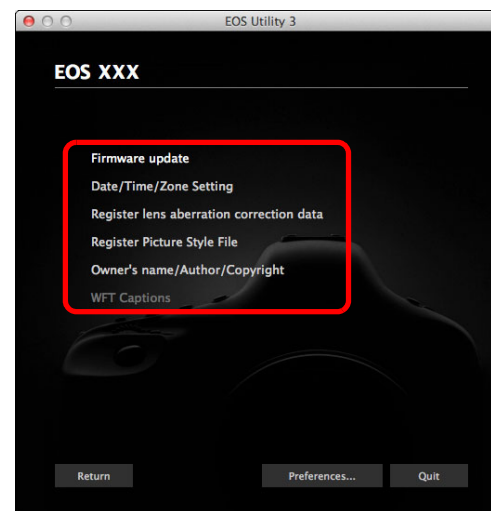 EOS Utility 3
EOS XXX
Firmware update
Date/Time/Zone Setting
Register lens aberration correction data
Register Picture Style File
Owner's name/Author/Copyright
WFT Captions
Return
Preferences...
Quit